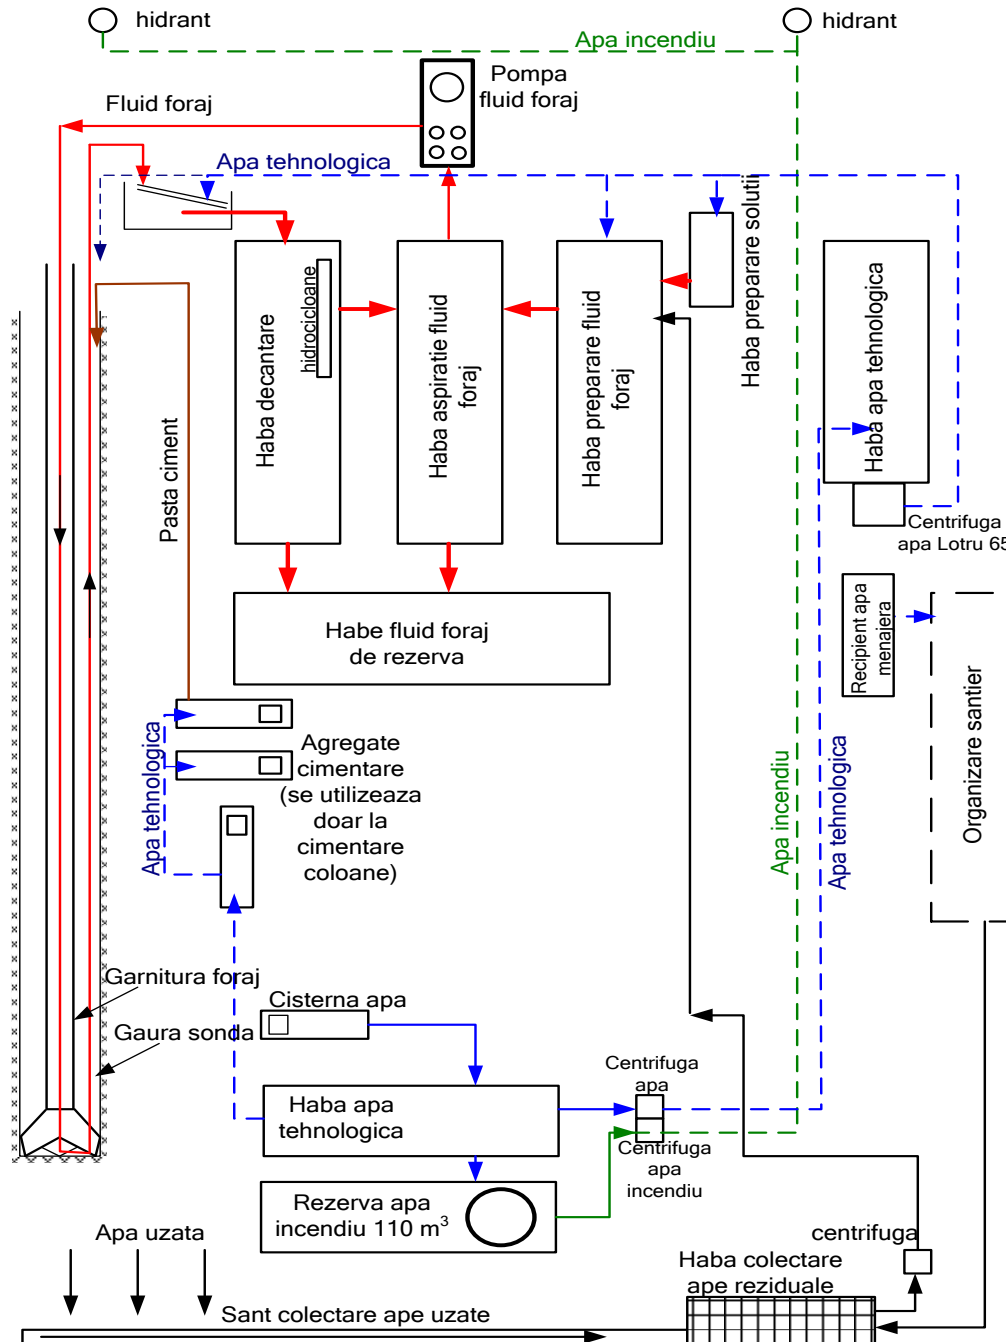 hidrant
hidrant
Apa incendiu
Pompa
fluid foraj
Fluid foraj
Apa tehnologica
Haba preparare solutii
Haba decantare
hidrocicloane
Haba aspiratie fluid
foraj
Haba preparare fluid
foraj
Haba apa tehnologica
Pasta ciment
Centrifuga
apa Lotru 65
Recipient apa
menajera
Organizare santier
Habe fluid foraj
de rezerva
Apa tehnologica
Agregate
cimentare
(se utilizeaza
doar la
cimentare
coloane)
Apa incendiu
Apa tehnologica
Garnitura foraj
Gaura sonda
Cisterna apa
Centrifuga
apa
Haba apa
tehnologica
Centrifuga
apa
incendiu
Rezerva apa
incendiu 110 m³
Apa uzata
centrifuga
Haba colectare
ape reziduale
Sant colectare ape uzate